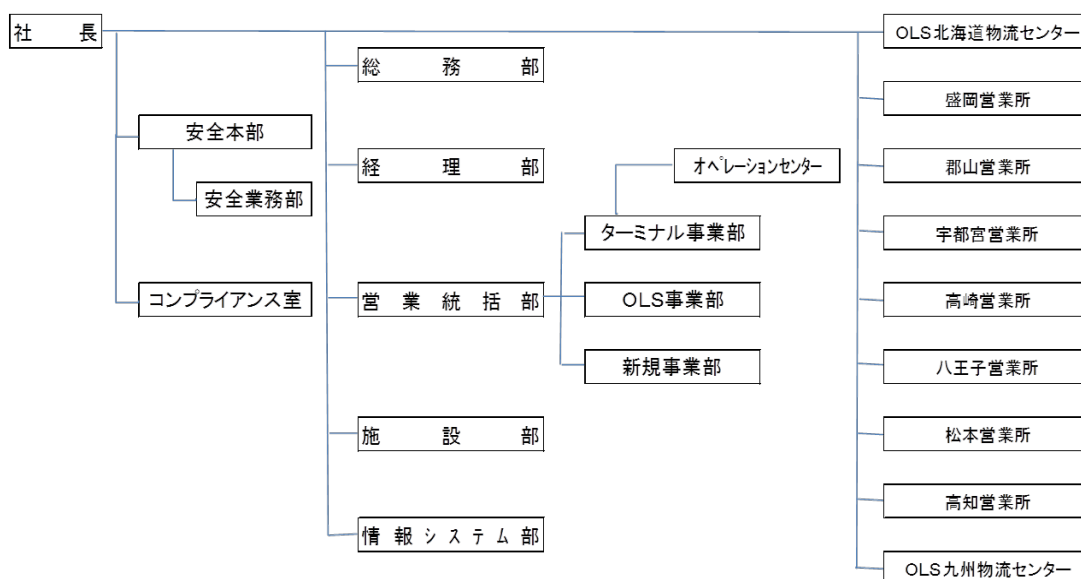 社長
OLS北海道物流センター
総務部
盛岡営業所
安全本部
経理部
オペレーションセンター
郡山営業所
安全業務部
ターミナル事業部
宇都宮営業所
コンプライアンス室
営業統括部
OLS事業部
高崎営業所
新規事業部
八王子営業所
施設部
松本営業所
高知営業所
情報システム部
OLS九州物流センター